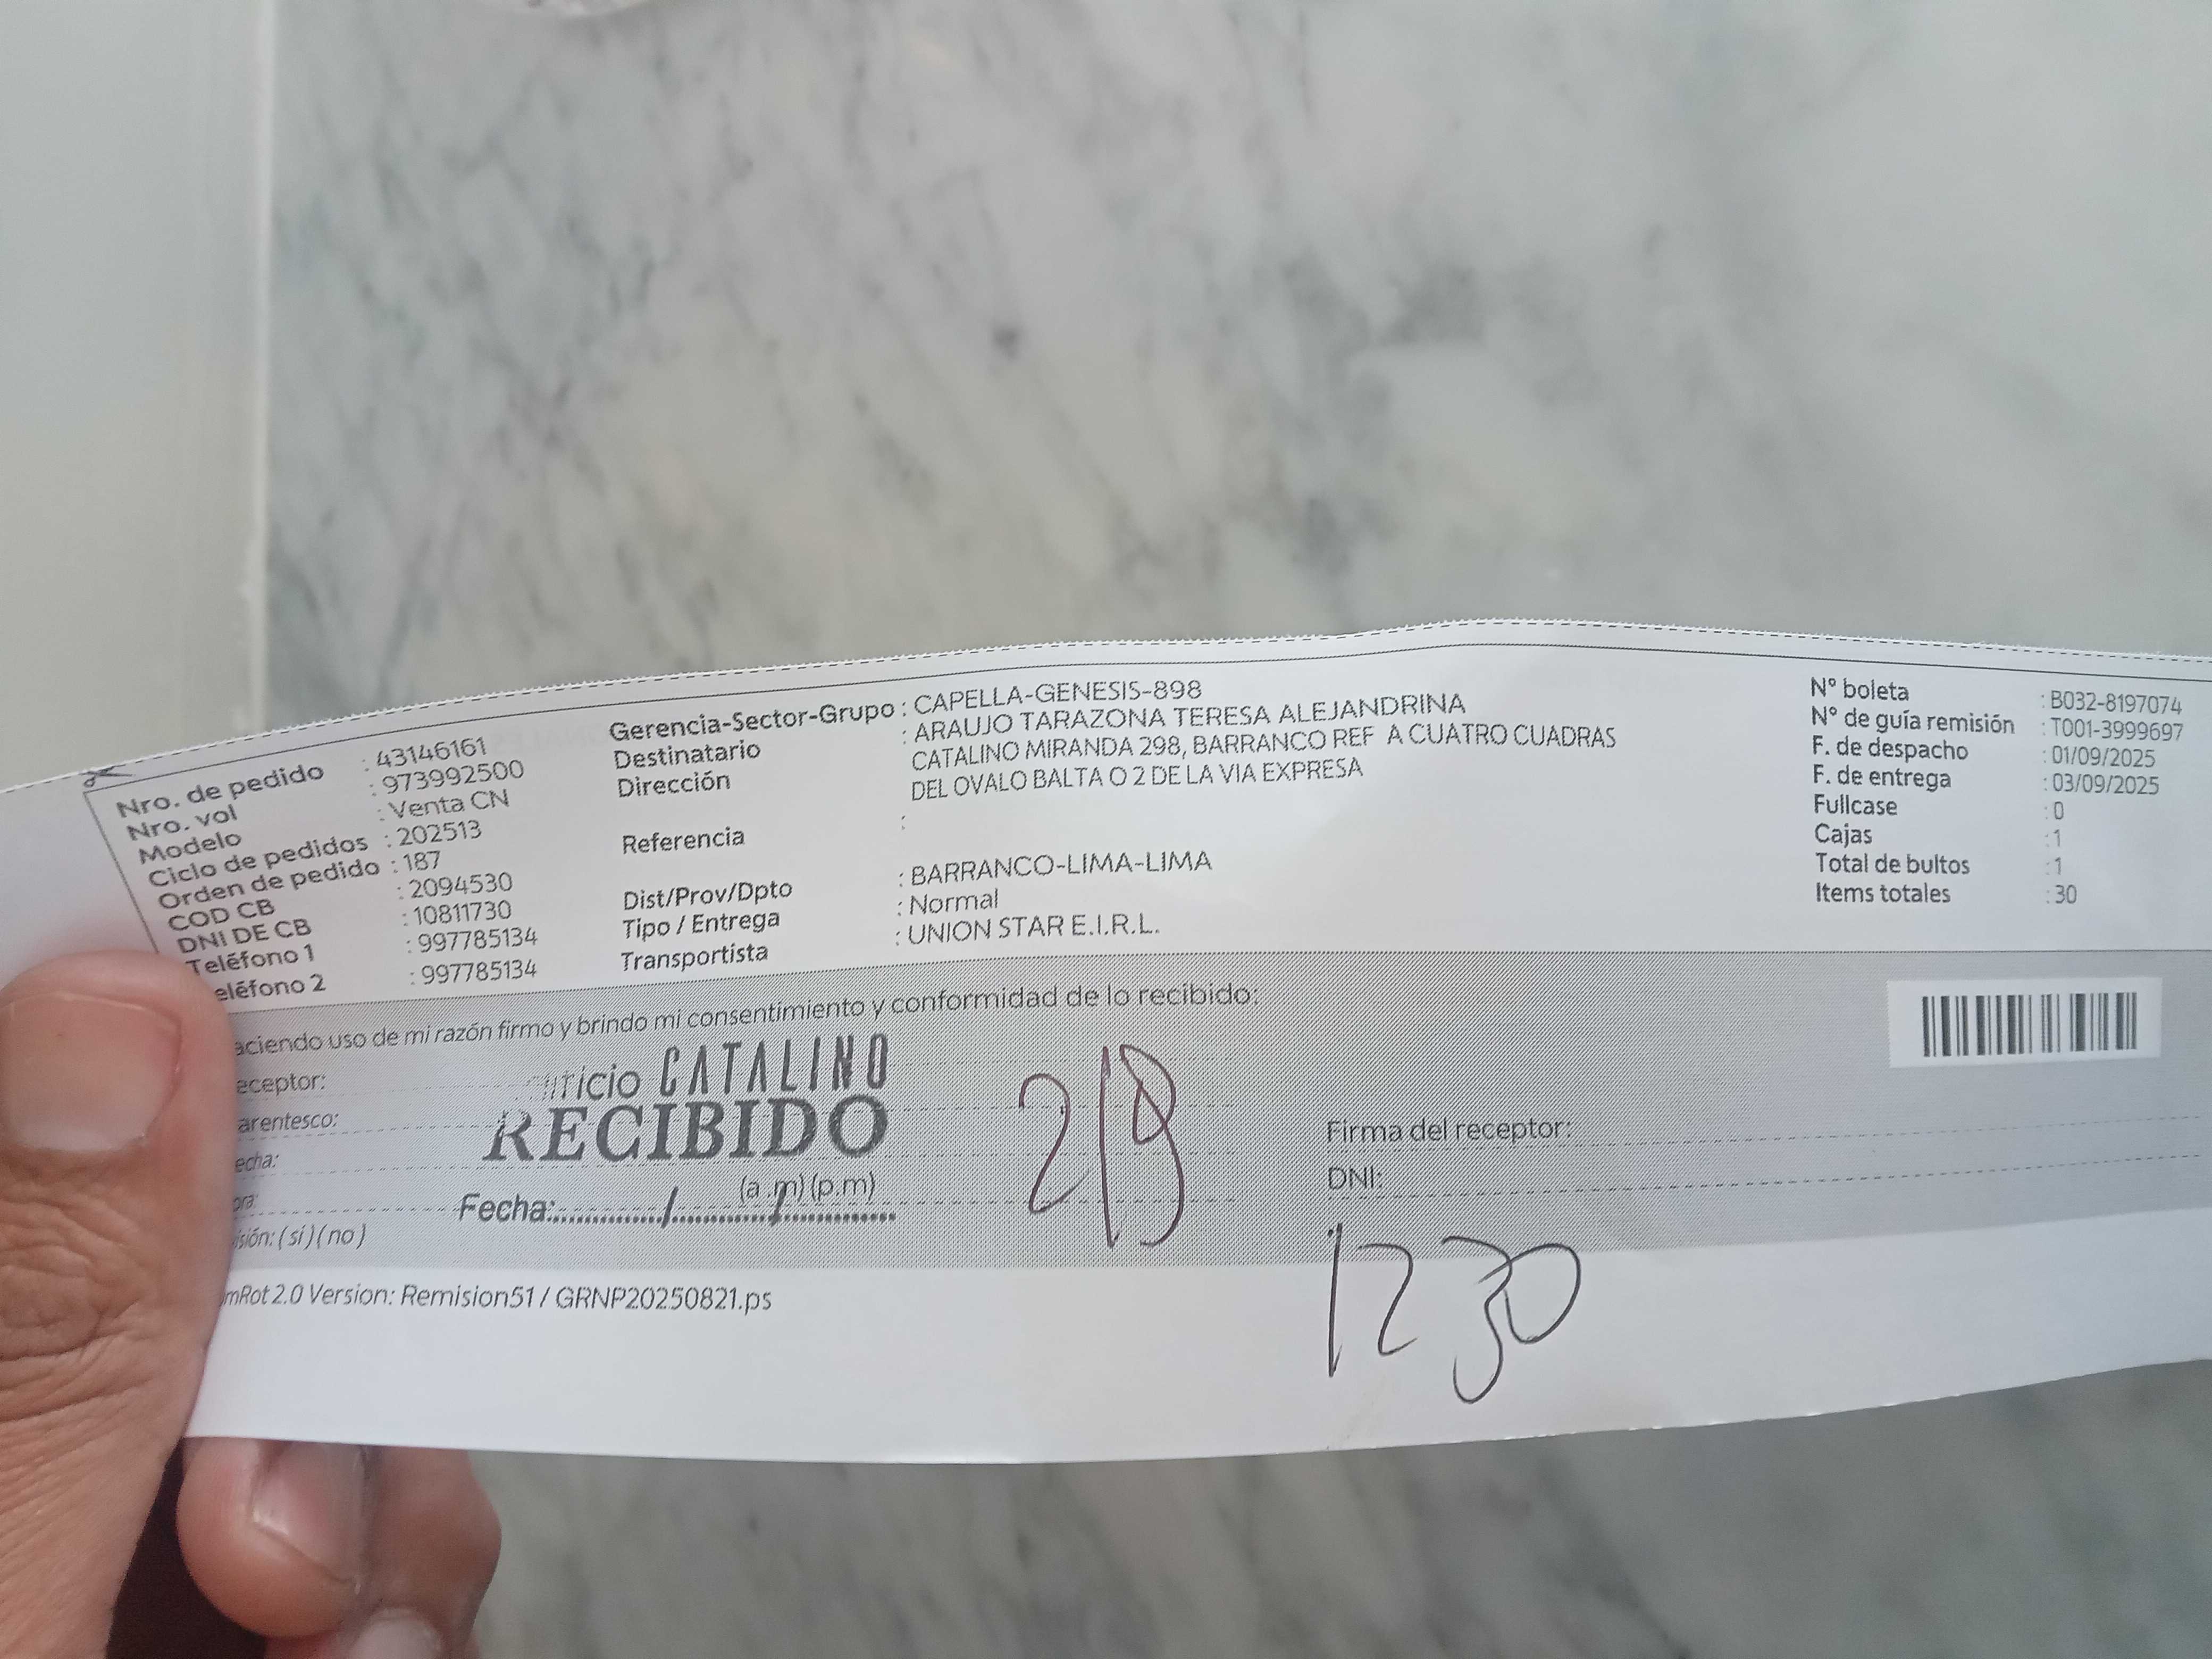 Nro. de pedido : 43146161
Nro. vol : 973992500
Modelo : Venta CN
Ciclo de pedidos : 202513
Orden de pedido : 187
COD CB : 2094530
DNI DE CB : 10811730
Teléfono 1 : 997785134
eléfono 2 : 997785134
Gerencia-Sector-Grupo : CAPELLA-GENESIS-898
Destinatario : ARAUJO TARAZONA TERESA ALEJANDRINA
Dirección CATALINO MIRANDA 298, BARRANCO REF A CUATRO CUADRAS
DEL OVALO BALTA O 2 DE LA VIA EXPRESA
Referencia :
Dist/Prov/Dpto : BARRANCO-LIMA-LIMA
Tipo / Entrega : Normal
Transportista : UNION STAR E.I.R.L.
N° boleta : B032-8197074
N° de guía remisión : T001-3999697
F. de despacho : 01/09/2025
F. de entrega : 03/09/2025
Fullcase : 0
Cajas : 1
Total de bultos : 1
Items totales : 30
aciendo uso de mi razón firmo y brindo mi consentimiento y conformidad de lo recibido:
eceptor:
arentesco:
echa:
ora:
isión: ( sí ) ( no )
ificio CATALINO
RECIBIDO
(a.m) (p.m)
Fecha:............/............/............
Firma del receptor:
DNI:
12 30
mRot 2.0 Version: Remision51 / GRNP20250821.ps